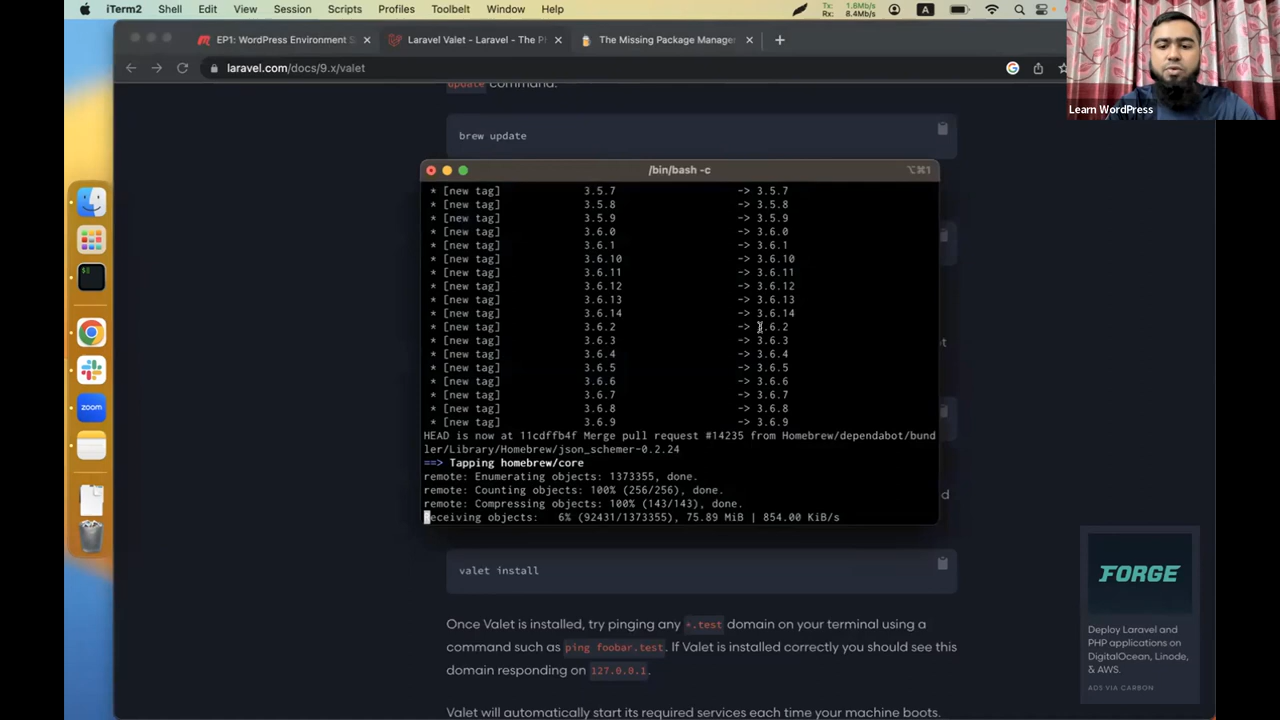 iTerm2 Shell Edit View Session Scripts Profiles Toolbelt Window Help
Tx: 1.8Mb/s
Rx: 8.4Mb/s
A
EP1: WordPress Environment S
Laravel Valet - Laravel - The P
The Missing Package Manage
laravel.com/docs/9.x/valet
Learn WordPress
update command:
brew update
/bin/bash -c
⌥⌘1
* [new tag] 3.5.7 -> 3.5.7
* [new tag] 3.5.8 -> 3.5.8
* [new tag] 3.5.9 -> 3.5.9
* [new tag] 3.6.0 -> 3.6.0
* [new tag] 3.6.1 -> 3.6.1
* [new tag] 3.6.10 -> 3.6.10
* [new tag] 3.6.11 -> 3.6.11
* [new tag] 3.6.12 -> 3.6.12
* [new tag] 3.6.13 -> 3.6.13
* [new tag] 3.6.14 -> 3.6.14
* [new tag] 3.6.2 -> 3.6.2
* [new tag] 3.6.3 -> 3.6.3
* [new tag] 3.6.4 -> 3.6.4
* [new tag] 3.6.5 -> 3.6.5
* [new tag] 3.6.6 -> 3.6.6
* [new tag] 3.6.7 -> 3.6.7
* [new tag] 3.6.8 -> 3.6.8
* [new tag] 3.6.9 -> 3.6.9
HEAD is now at 11cdffb4f Merge pull request #14235 from Homebrew/dependabot/bund
ler/Library/Homebrew/json_schemer-0.2.24
==> Tapping homebrew/core
remote: Enumerating objects: 1373355, done.
remote: Counting objects: 100% (256/256), done.
remote: Compressing objects: 100% (143/143), done.
Receiving objects: 6% (92431/1373355), 75.89 MiB | 854.00 KiB/s
zoom
valet install
Once Valet is installed, try pinging any *.test domain on your terminal using a
command such as ping foobar.test. If Valet is installed correctly you should see this
domain responding on 127.0.0.1.
Valet will automatically start its required services each time your machine boots.
FORGE
Deploy Laravel and
PHP applications on
DigitalOcean, Linode,
& AWS.
ADS VIA CARBON